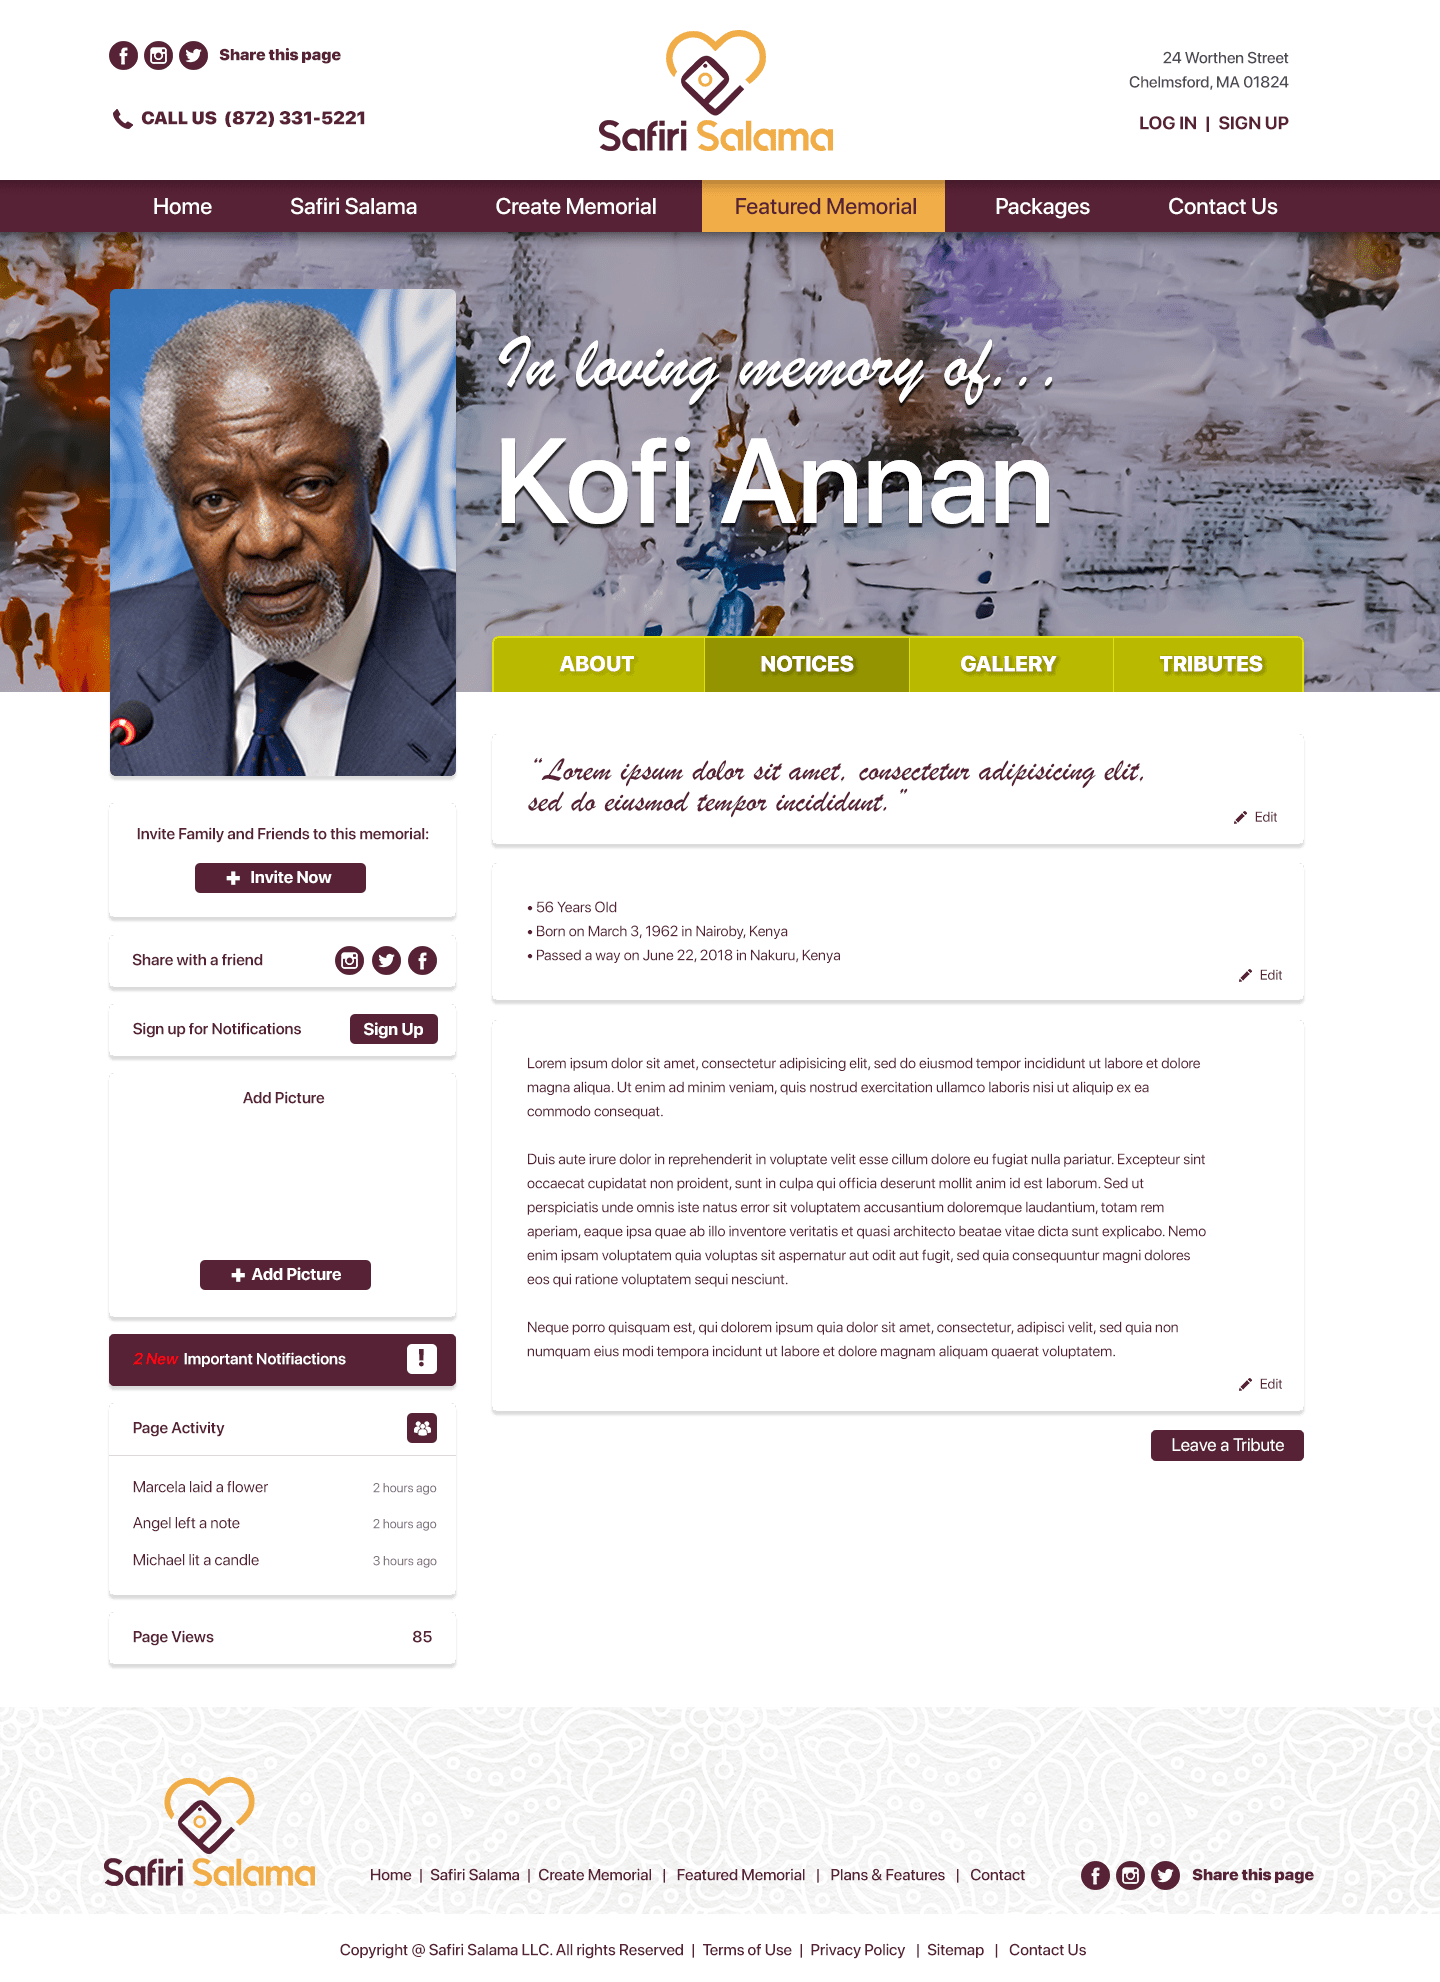 Share this page
CALL US (872) 331-5221
Safiri Salama
24 Worthen Street
Chelmsford, MA 01824
LOG IN | SIGN UP
Home Safiri Salama Create Memorial Featured Memorial Packages Contact Us
In loving memory of...
Kofi Annan
ABOUT NOTICES GALLERY TRIBUTES
"Lorem ipsum dolor sit amet, consectetur adipisicing elit,
sed do eiusmod tempor incididunt."
Edit
• 56 Years Old
• Born on March 3, 1962 in Nairoby, Kenya
• Passed a way on June 22, 2018 in Nakuru, Kenya
Edit
Lorem ipsum dolor sit amet, consectetur adipisicing elit, sed do eiusmod tempor incididunt ut labore et dolore
magna aliqua. Ut enim ad minim veniam, quis nostrud exercitation ullamco laboris nisi ut aliquip ex ea
commodo consequat.
Duis aute irure dolor in reprehenderit in voluptate velit esse cillum dolore eu fugiat nulla pariatur. Excepteur sint
occaecat cupidatat non proident, sunt in culpa qui officia deserunt mollit anim id est laborum. Sed ut
perspiciatis unde omnis iste natus error sit voluptatem accusantium doloremque laudantium, totam rem
aperiam, eaque ipsa quae ab illo inventore veritatis et quasi architecto beatae vitae dicta sunt explicabo. Nemo
enim ipsam voluptatem quia voluptas sit aspernatur aut odit aut fugit, sed quia consequuntur magni dolores
eos qui ratione voluptatem sequi nesciunt.
Neque porro quisquam est, qui dolorem ipsum quia dolor sit amet, consectetur, adipisci velit, sed quia non
numquam eius modi tempora incidunt ut labore et dolore magnam aliquam quaerat voluptatem.
Edit
Leave a Tribute
Invite Family and Friends to this memorial:
Invite Now
Share with a friend
Sign up for Notifications Sign Up
Add Picture
Add Picture
2 New Important Notifiactions !
Page Activity
Marcela laid a flower 2 hours ago
Angel left a note 2 hours ago
Michael lit a candle 3 hours ago
Page Views 85
Safiri Salama
Home | Safiri Salama | Create Memorial | Featured Memorial | Plans & Features | Contact
Share this page
Copyright @ Safiri Salama LLC. All rights Reserved | Terms of Use | Privacy Policy | Sitemap | Contact Us